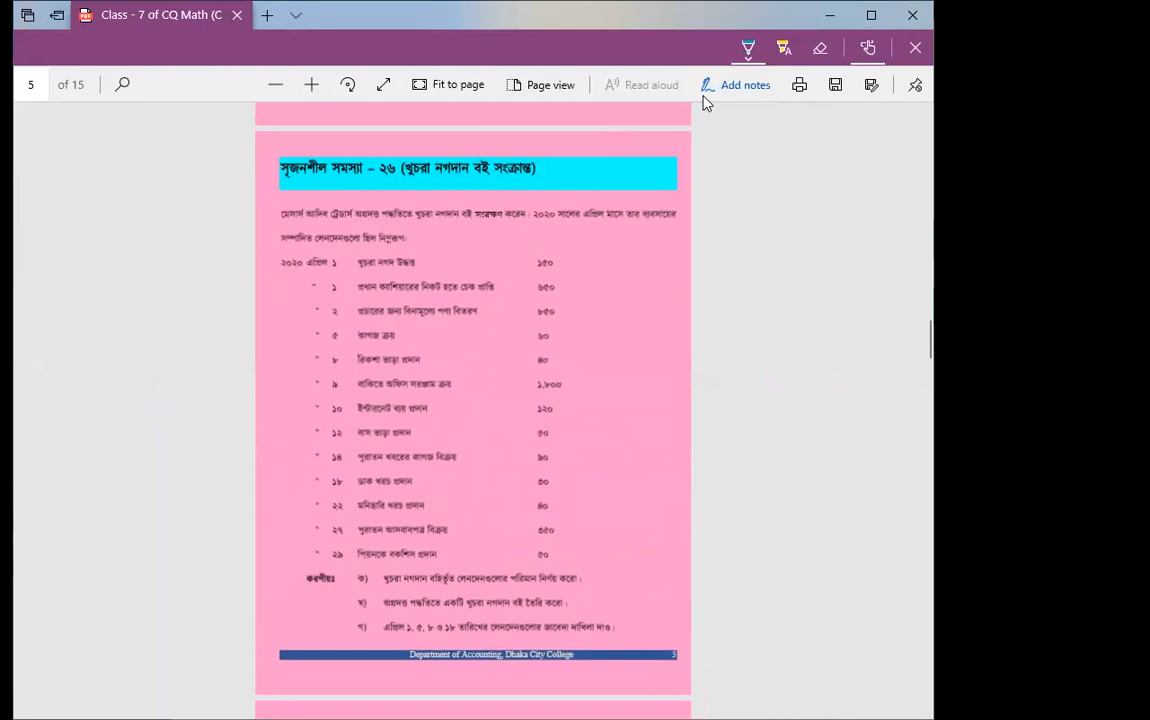 Class - 7 of CQ Math (C
5 of 15
Fit to page
Page view
Read aloud
Add notes
সৃজনশীল সমস্যা – ২৬ (খুচরা নগদান বই সংক্রান্ত)
মেসার্স আদিব ট্রেডার্স অগ্রদত্ত পদ্ধতিতে খুচরা নগদান বই সংরক্ষণ করেন। ২০২০ সালের এপ্রিল মাসে তার ব্যবসায়ের
সম্পাদিত লেনদেনগুলো ছিল নিম্নরূপ:
২০২০ এপ্রিল ১ খুচরা নগদ উদ্ধত্ত ১৫০
" ১ প্রধান ক্যাশিয়ারের নিকট হতে চেক প্রাপ্তি ৬৫০
" ২ প্রচারের জন্য বিনামূল্যে পণ্য বিতরণ ৮৫০
" ৫ কাগজ ক্রয় ৬০
" ৮ রিকশা ভাড়া প্রদান ৪০
" ৯ বাকিতে অফিস সরঞ্জাম ক্রয় ১,৮০০
" ১০ ইন্টারনেট ব্যয় প্রদান ১২০
" ১২ বাস ভাড়া প্রদান ৫০
" ১৪ পুরাতন খবরের কাগজ বিক্রয় ৯০
" ১৮ ডাক খরচ প্রদান ৩০
" ২২ মনিহারি খরচ প্রদান ৪০
" ২৭ পুরাতন আসবাবপত্র বিক্রয় ৩৫০
" ২৯ পিয়নকে বকশিস প্রদান ৫০
করণীয়ঃ ক) খুচরা নগদান বহির্ভূত লেনদেনগুলোর পরিমান নির্ণয় করো।
খ) অগ্রদত্ত পদ্ধতিতে একটি খুচরা নগদান বই তৈরি করো।
গ) এপ্রিল ১, ৫, ৮ ও ১৮ তারিখের লেনদেনগুলোর জাবেদা দাখিলা দাও।
Department of Accounting, Dhaka City College 5